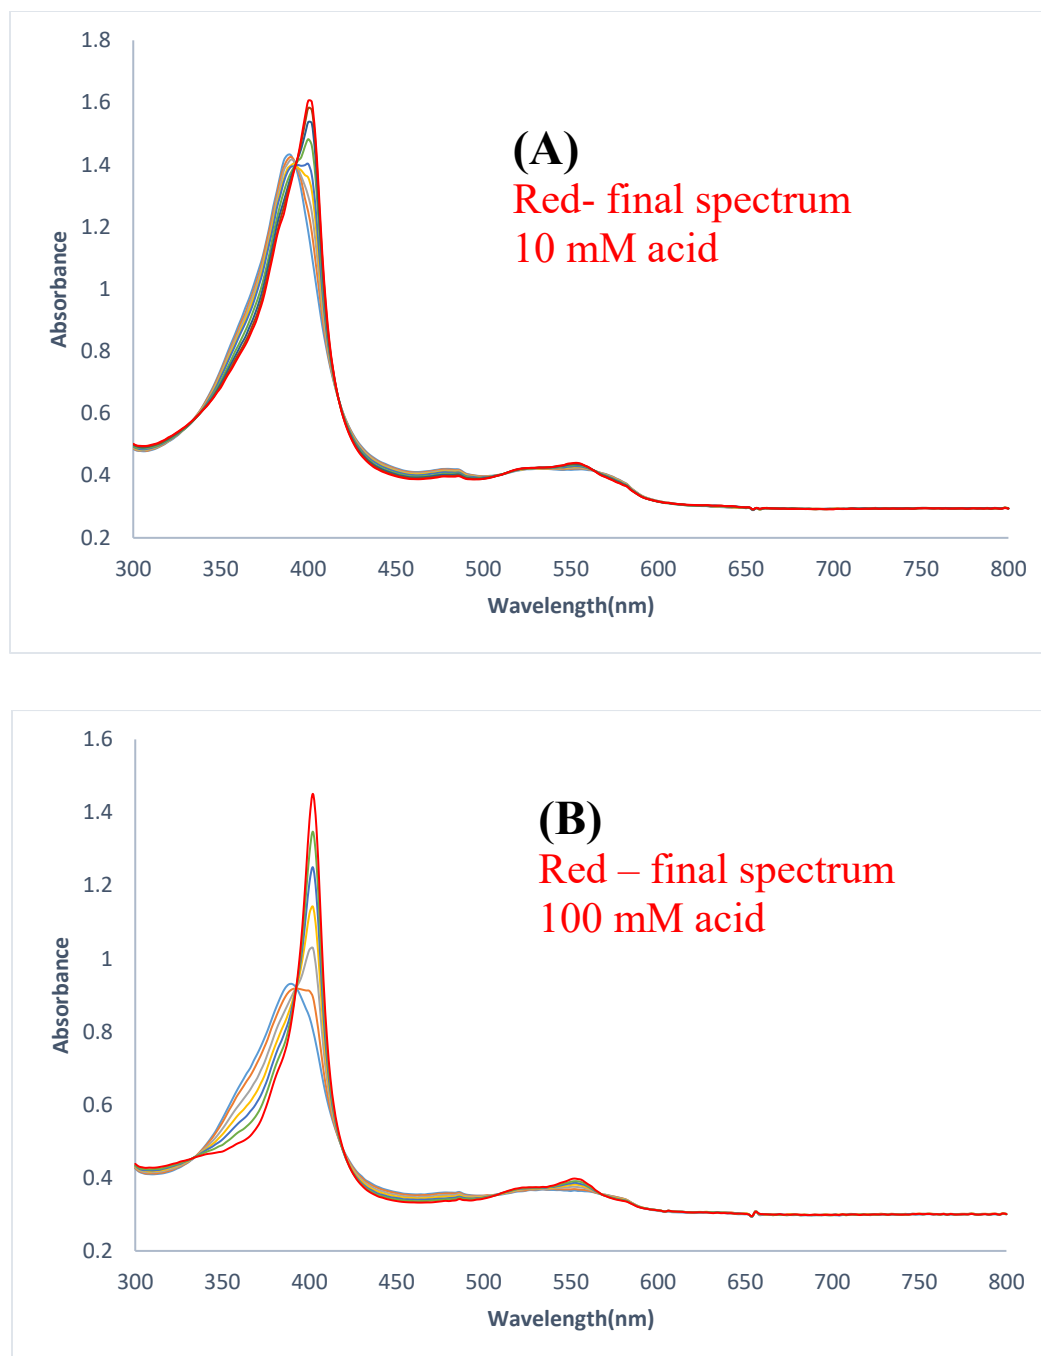 1.8
1.6
1.4
1.2
1
0.8
0.6
0.4
0.2
Absorbance
(A)
Red- final spectrum
10 mM acid
300 350 400 450 500 550 600 650 700 750 800
Wavelength(nm)
1.6
1.4
1.2
1
0.8
0.6
0.4
0.2
Absorbance
(B)
Red – final spectrum
100 mM acid
300 350 400 450 500 550 600 650 700 750 800
Wavelength(nm)